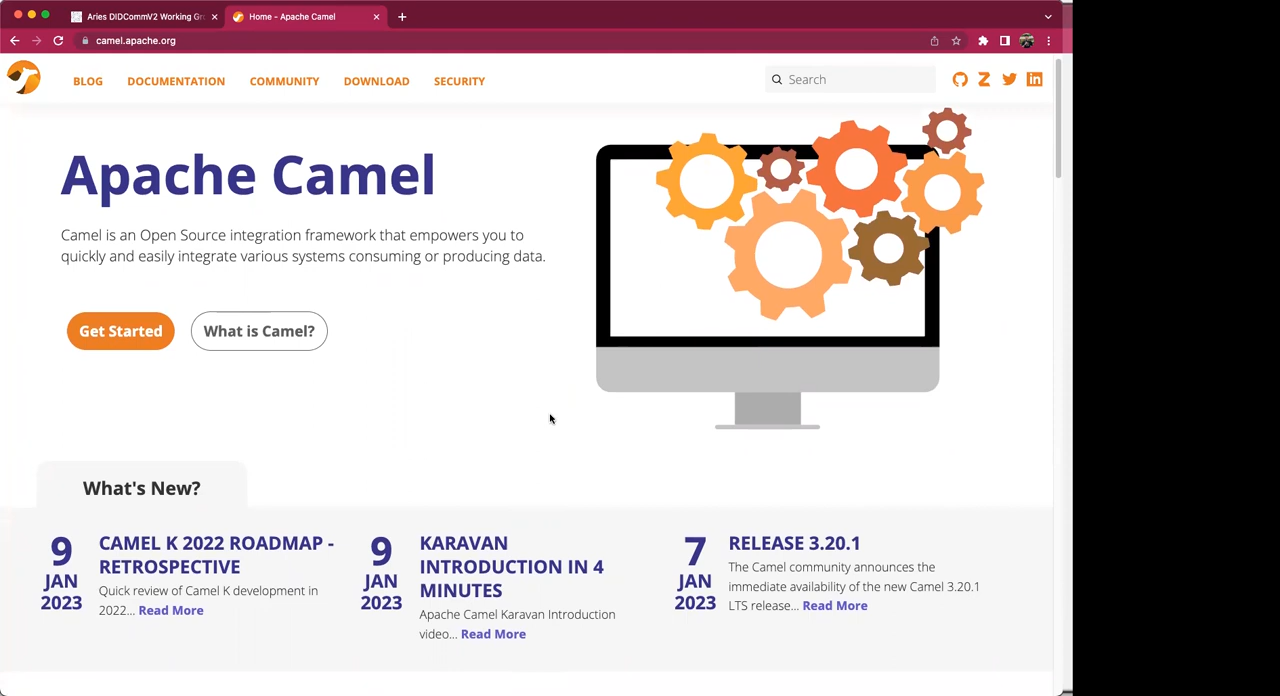 Aries DIDCommV2 Working Gr
Home - Apache Camel
camel.apache.org
BLOG DOCUMENTATION COMMUNITY DOWNLOAD SECURITY
Search
Apache Camel
Camel is an Open Source integration framework that empowers you to
quickly and easily integrate various systems consuming or producing data.
Get Started
What is Camel?
What's New?
9
JAN
2023
CAMEL K 2022 ROADMAP -
RETROSPECTIVE
Quick review of Camel K development in
2022... Read More
9
JAN
2023
KARAVAN
INTRODUCTION IN 4
MINUTES
Apache Camel Karavan Introduction
video... Read More
7
JAN
2023
RELEASE 3.20.1
The Camel community announces the
immediate availability of the new Camel 3.20.1
LTS release... Read More